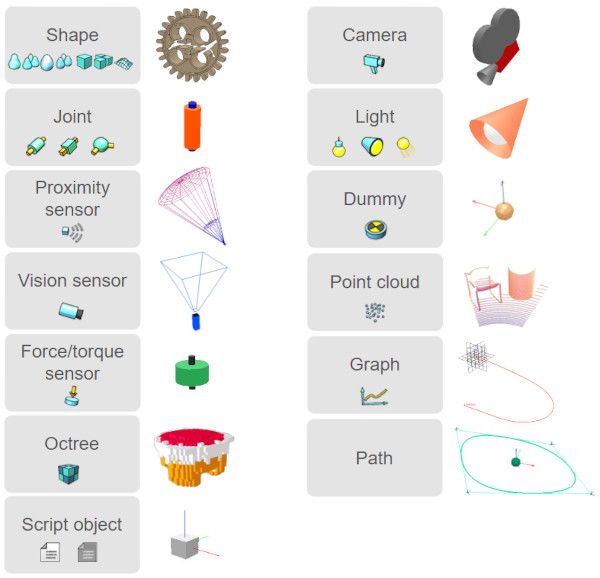 Shape
Joint
Proximity
sensor
Vision sensor
Force/torque
sensor
Octree
Script object
Camera
Light
Dummy
Point cloud
Graph
Path